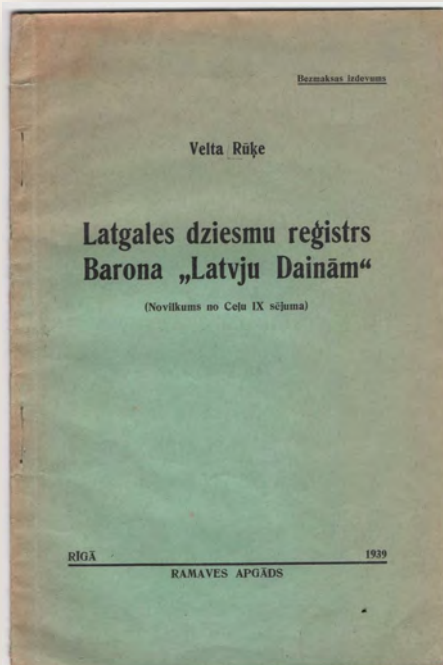 Bezmaksas izdevums
Velta Rūķe
Latgales dziesmu reģistrs
Barona „Latvju Dainām“
(Novilkums no Ceļu IX sējuma)
RĪGĀ 1939
RAMAVES APGĀDS